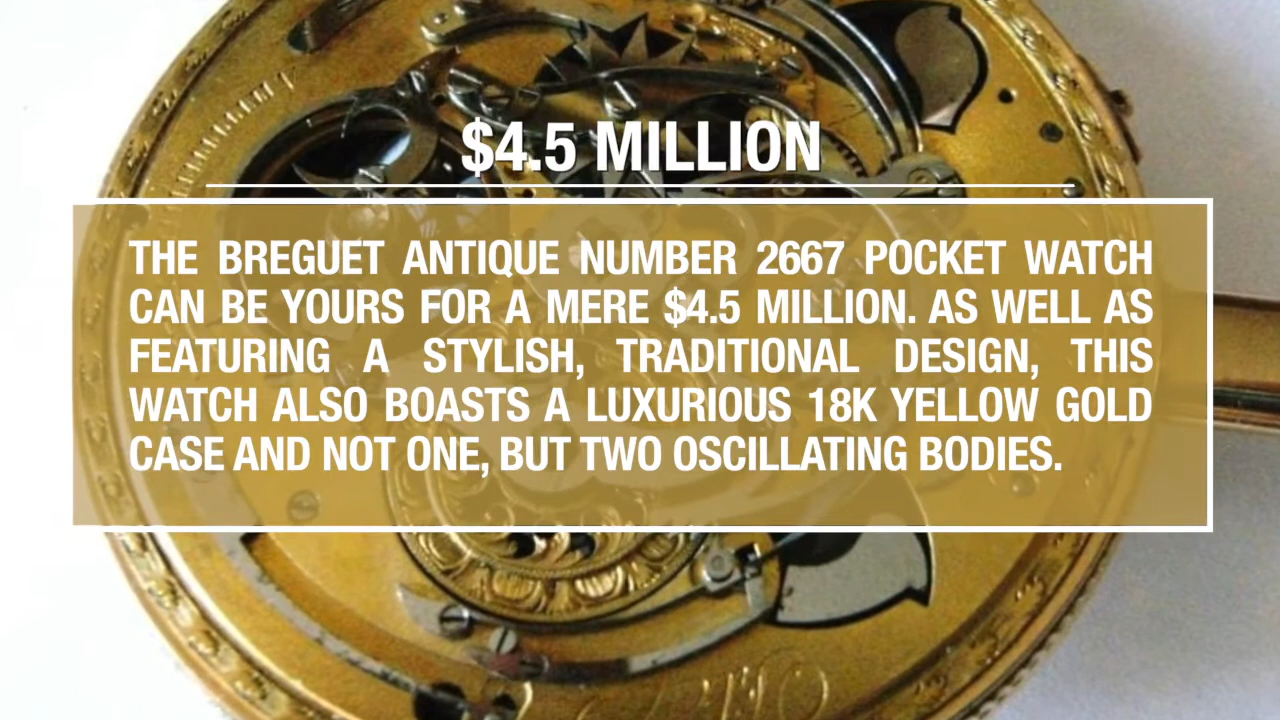 $4.5 MILLION
THE BREGUET ANTIQUE NUMBER 2667 POCKET WATCH
CAN BE YOURS FOR A MERE $4.5 MILLION. AS WELL AS
FEATURING A STYLISH, TRADITIONAL DESIGN, THIS
WATCH ALSO BOASTS A LUXURIOUS 18K YELLOW GOLD
CASE AND NOT ONE, BUT TWO OSCILLATING BODIES.